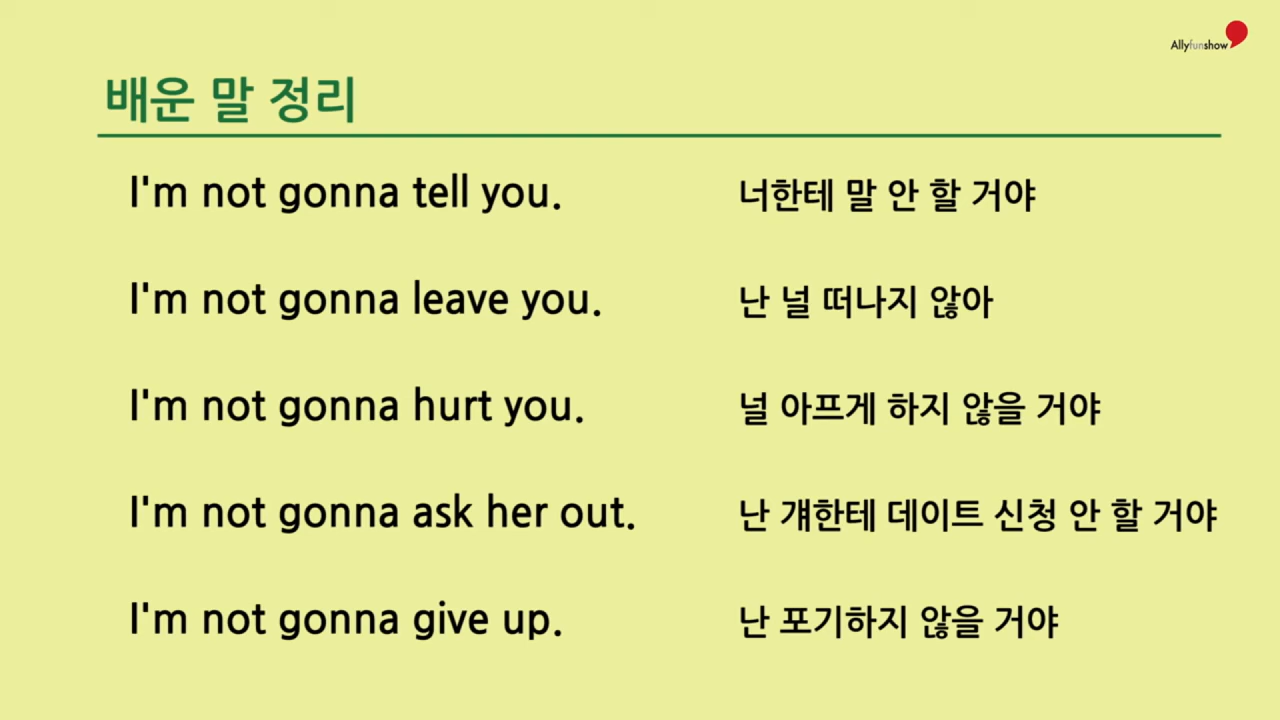 Allyfunshow
배운 말 정리
I'm not gonna tell you. 너한테 말 안 할 거야
I'm not gonna leave you. 난 널 떠나지 않아
I'm not gonna hurt you. 널 아프게 하지 않을 거야
I'm not gonna ask her out. 난 걔한테 데이트 신청 안 할 거야
I'm not gonna give up. 난 포기하지 않을 거야